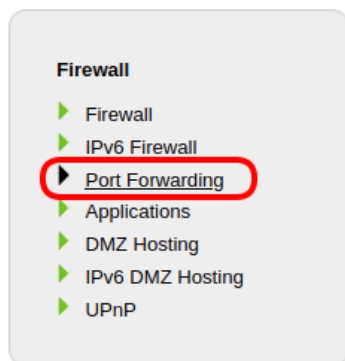 Firewall
Firewall
IPv6 Firewall
Port Forwarding
Applications
DMZ Hosting
IPv6 DMZ Hosting
UPnP